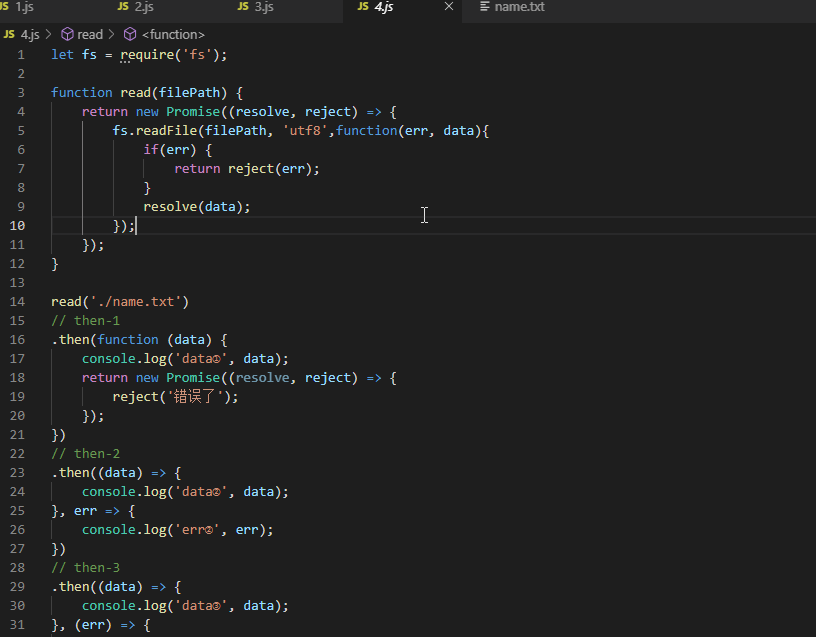 JS 1.js JS 2.js JS 3.js JS 4.js × name.txt
JS 4.js > read > <function>
1 let fs = require('fs');
2
3 function read(filePath) {
4 return new Promise((resolve, reject) => {
5 fs.readFile(filePath, 'utf8',function(err, data){
6 if(err) {
7 return reject(err);
8 }
9 resolve(data);
10 });
11 });
12 }
13
14 read('./name.txt')
15 // then-1
16 .then(function (data) {
17 console.log('data①', data);
18 return new Promise((resolve, reject) => {
19 reject('错误了');
20 });
21 })
22 // then-2
23 .then((data) => {
24 console.log('data②', data);
25 }, err => {
26 console.log('err②', err);
27 })
28 // then-3
29 .then((data) => {
30 console.log('data③', data);
31 }, (err) => {